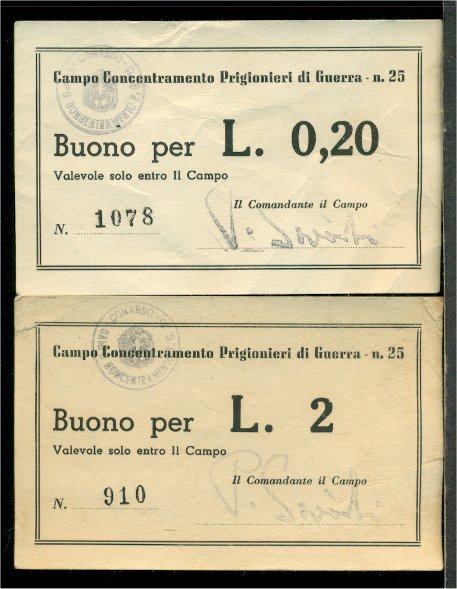 Campo Concentramento Prigionieri di Guerra - n. 25
Buono per L. 0,20
Valevole solo entro Il Campo
Il Comandante il Campo
N. 1078
Campo Concentramento Prigionieri di Guerra - n. 25
Buono per L. 2
Valevole solo entro Il Campo
Il Comandante il Campo
N. 910